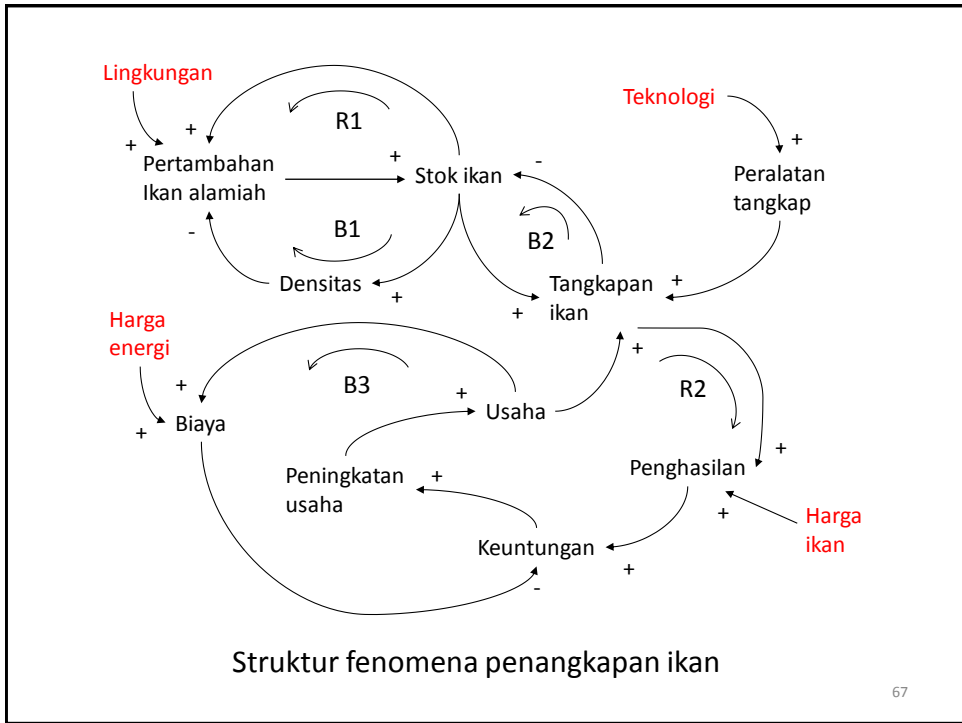 Lingkungan
R1
Teknologi
+
+
+
+
-
Pertambahan
Ikan alamiah
Stok ikan
Peralatan
tangkap
-
B1
B2
Densitas
+
Tangkapan
ikan
+
+
Harga
energi
+
+
B3
+
R2
Usaha
+
Biaya
+
Peningkatan
usaha
+
Penghasilan
+
+
Harga
ikan
Keuntungan
+
-
Struktur fenomena penangkapan ikan
67